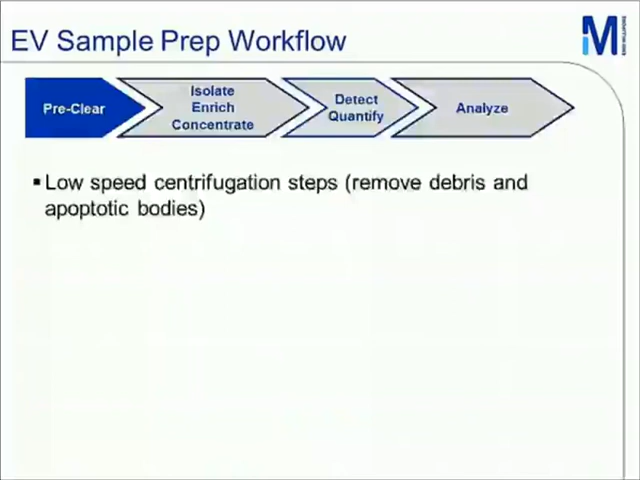 EV Sample Prep Workflow
iM
Pre-Clear
Isolate
Enrich
Concentrate
Detect
Quantify
Analyze
▪Low speed centrifugation steps (remove debris and
apoptotic bodies)